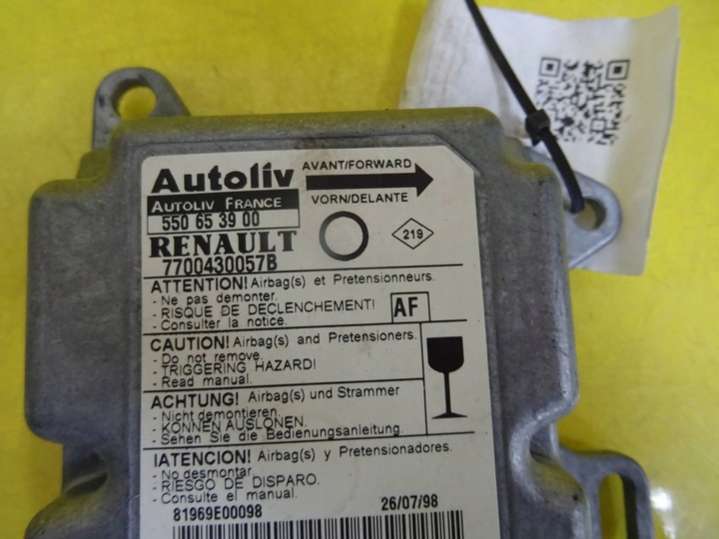 Autoliv
AVANT/FORWARD
AUTOLIV FRANCE
VORN/DELANTE
550 65 39 00
RENAULT
219
7700430057B
ATTENTION! Airbag(s) et Pretensionneurs.
- Ne pas demonter.
- RISQUE DE DECLENCHEMENT!
- Consulter la notice.
AF
CAUTION! Airbag(s) and Pretensioners.
- Do not remove.
- TRIGGERING HAZARD!
- Read manual.
ACHTUNG! Airbag(s) und Strammer
- Nicht demontieren.
- KONNEN AUSLONEN.
- Sehen Sie die Bedienungsanleitung.
IATENCION! Airbag(s) y Pretensionadores.
- No desmontar.
- RIESGO DE DISPARO.
- Consulte el manual.
81969E00098
26/07/98